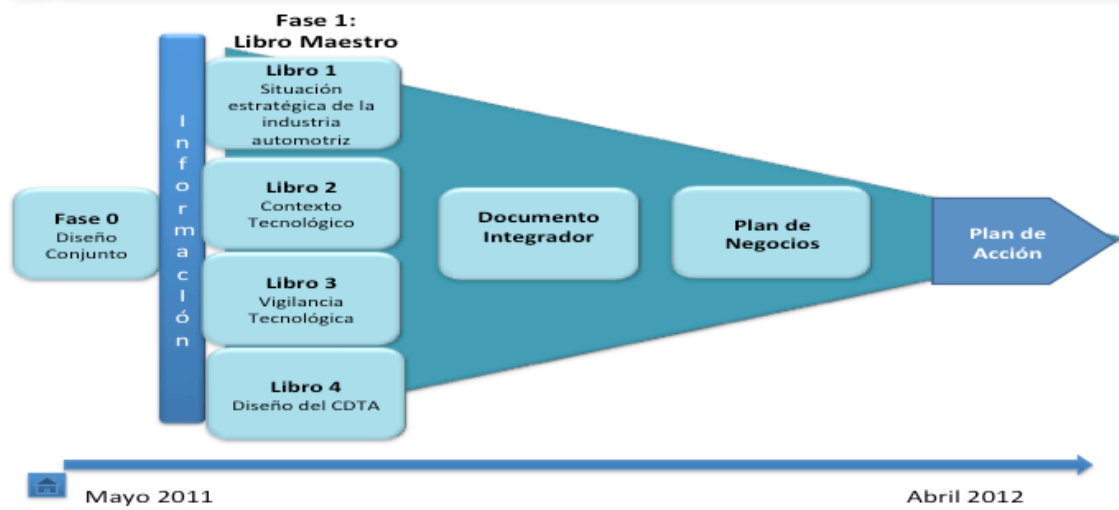 Fase 1:
Libro Maestro
Fase 0
Diseño
Conjunto
Información
Libro 1
Situación
estratégica de la
industria
automotriz
Libro 2
Contexto
Tecnológico
Libro 3
Vigilancia
Tecnológica
Libro 4
Diseño del CDTA
Documento
Integrador
Plan de
Negocios
Plan de
Acción
Mayo 2011
Abril 2012